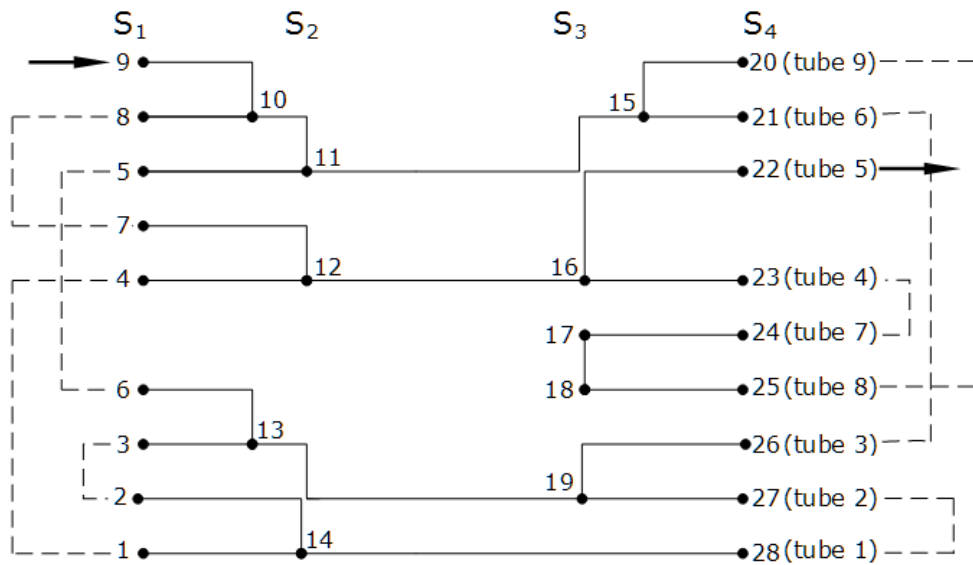 S₁ S₂ S₃ S₄
9 20 (tube 9)
10 15
8 21 (tube 6)
11
5 22 (tube 5)
7
12 16
4 23 (tube 4)
17 24 (tube 7)
6 18 25 (tube 8)
13
3 26 (tube 3)
19
2 27 (tube 2)
14
1 28 (tube 1)